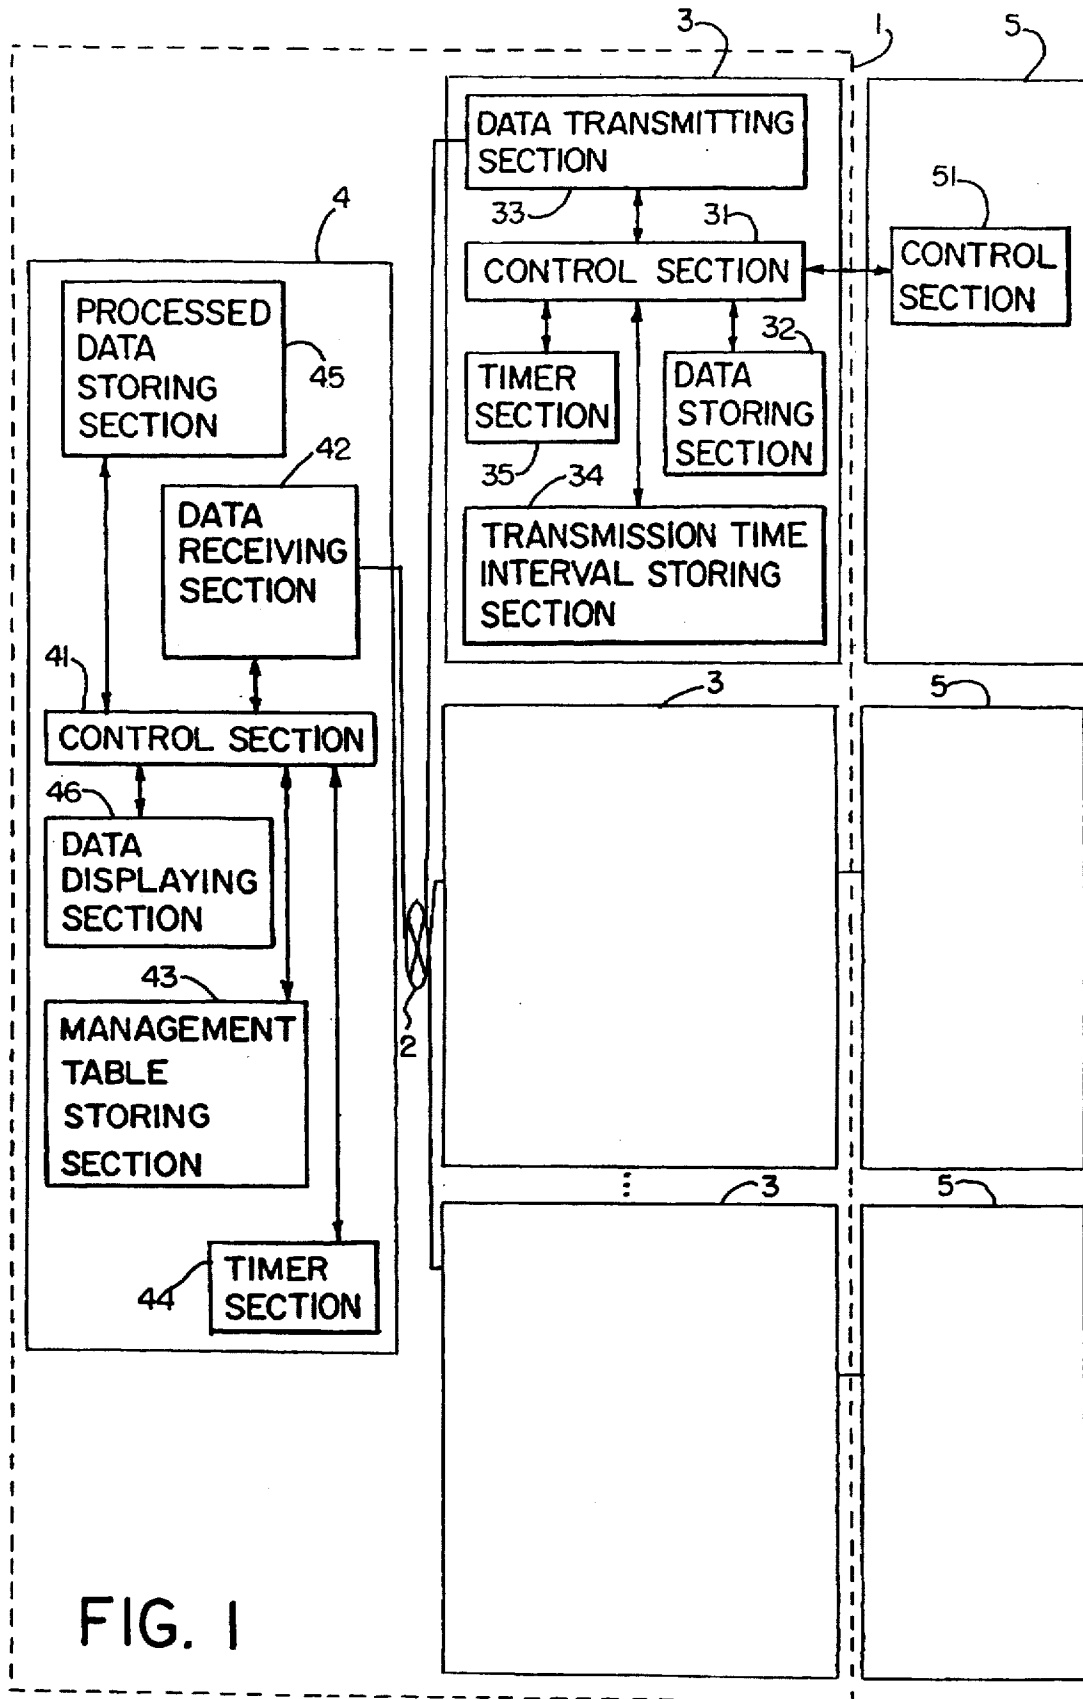 3
1
5
DATA TRANSMITTING
SECTION
33
31
CONTROL SECTION
51
CONTROL
SECTION
TIMER
SECTION
35
32
DATA
STORING
SECTION
34
TRANSMISSION TIME
INTERVAL STORING
SECTION
4
PROCESSED
DATA
STORING
SECTION
45
42
DATA
RECEIVING
SECTION
41
CONTROL SECTION
46
DATA
DISPLAYING
SECTION
43
MANAGEMENT
TABLE
STORING
SECTION
44
TIMER
SECTION
2
3
5
3
5
FIG. 1